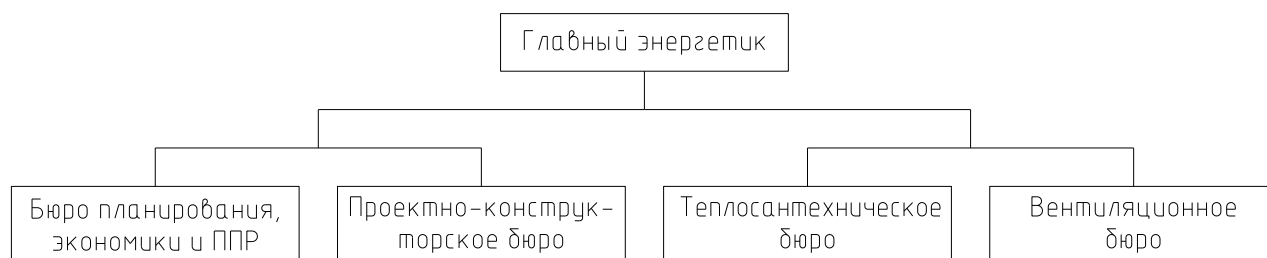 Главный энергетик
Бюро планирования,
экономики и ППР
Проектно-конструк-
торское бюро
Теплосантехническое
бюро
Вентиляционное
бюро